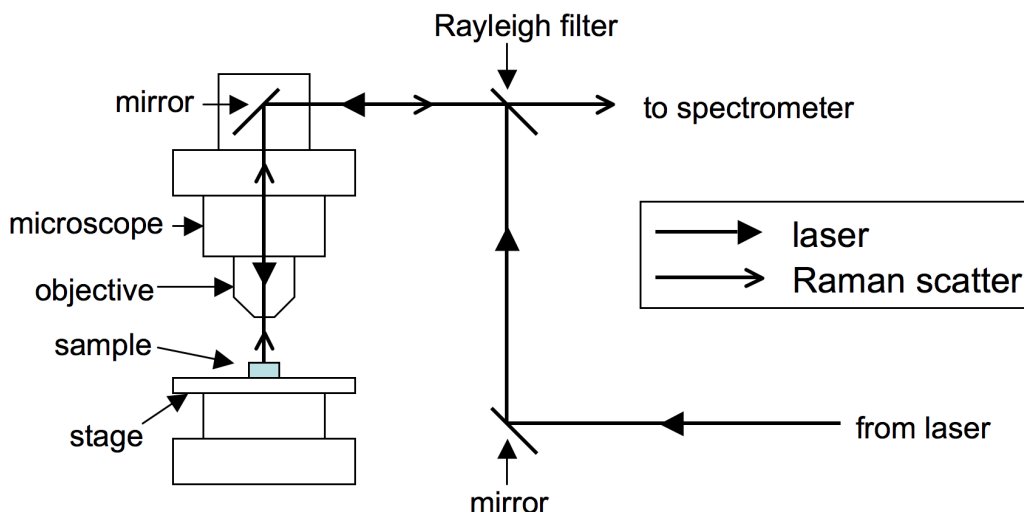 Rayleigh filter
mirror
to spectrometer
microscope
laser
objective
Raman scatter
sample
stage
from laser
mirror